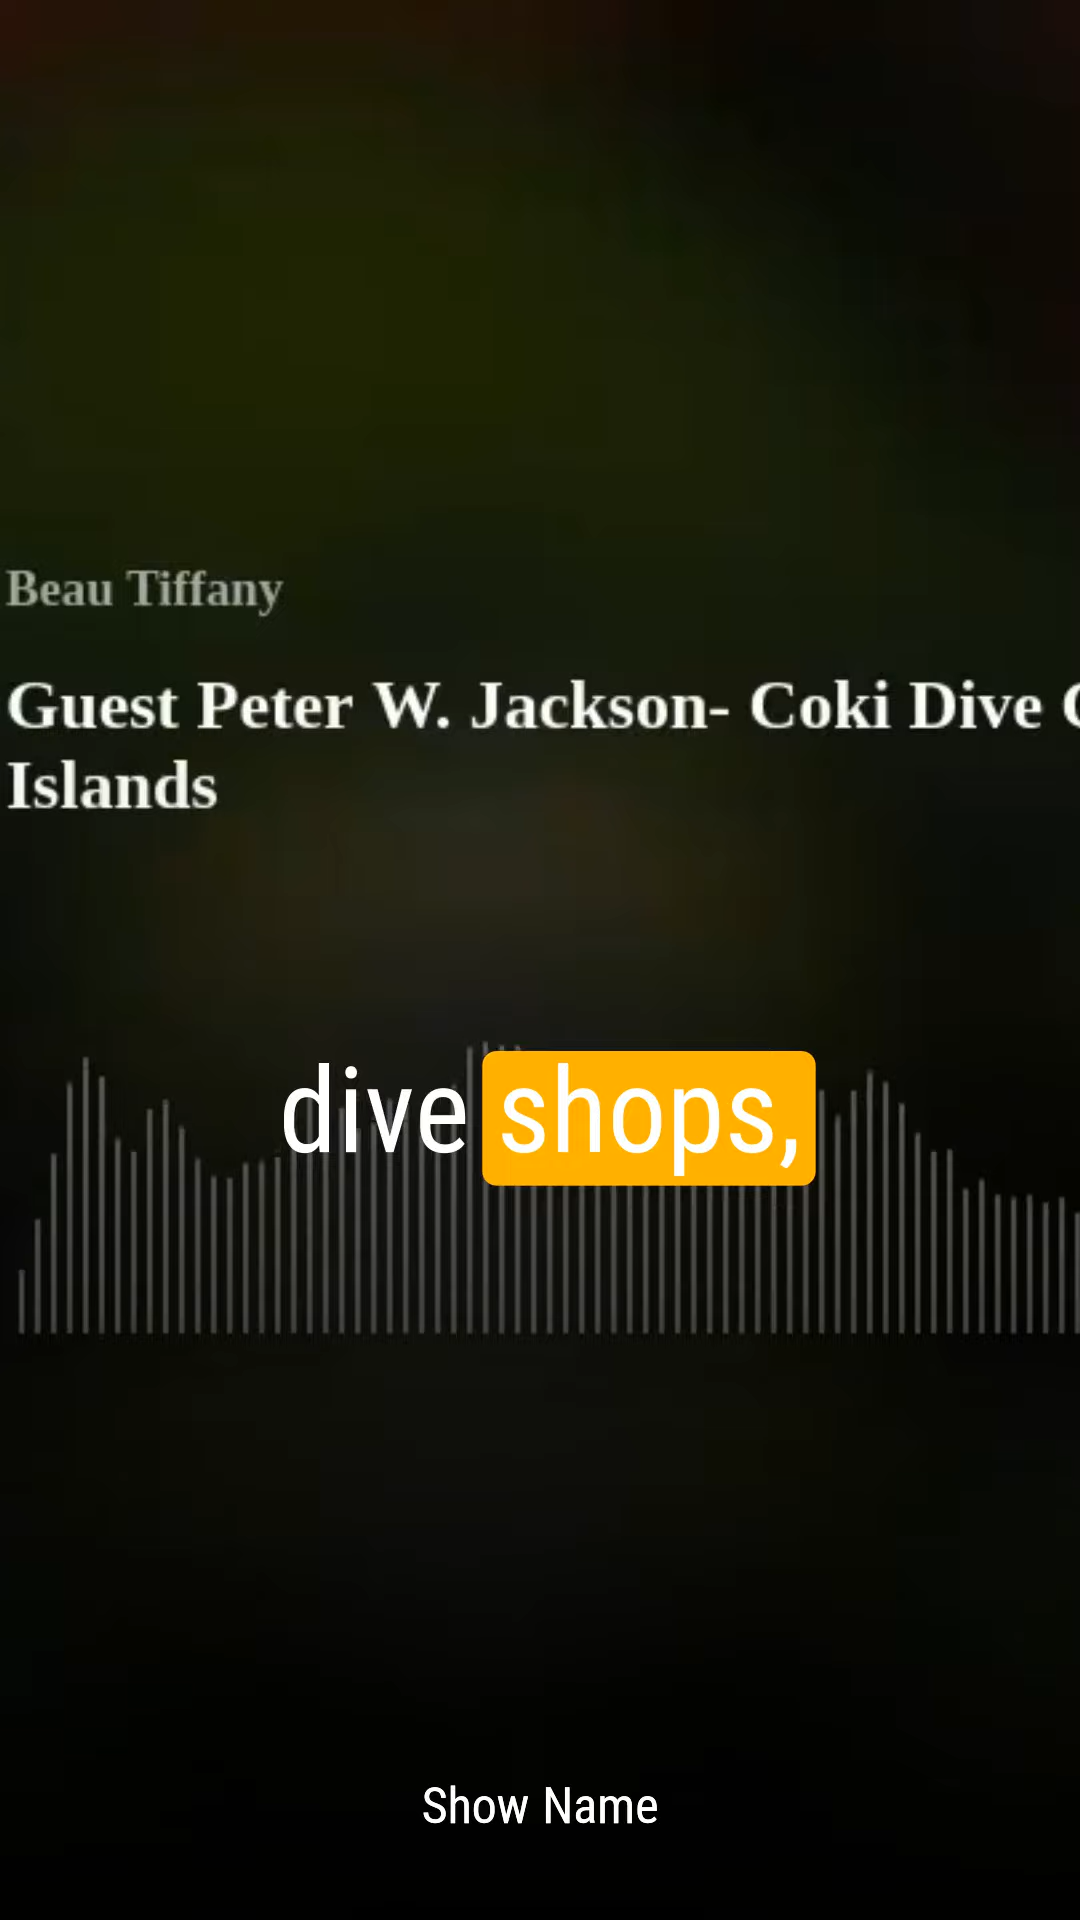 Beau Tiffany
Guest Peter W. Jackson- Coki Dive
Islands
dive shops,
Show Name